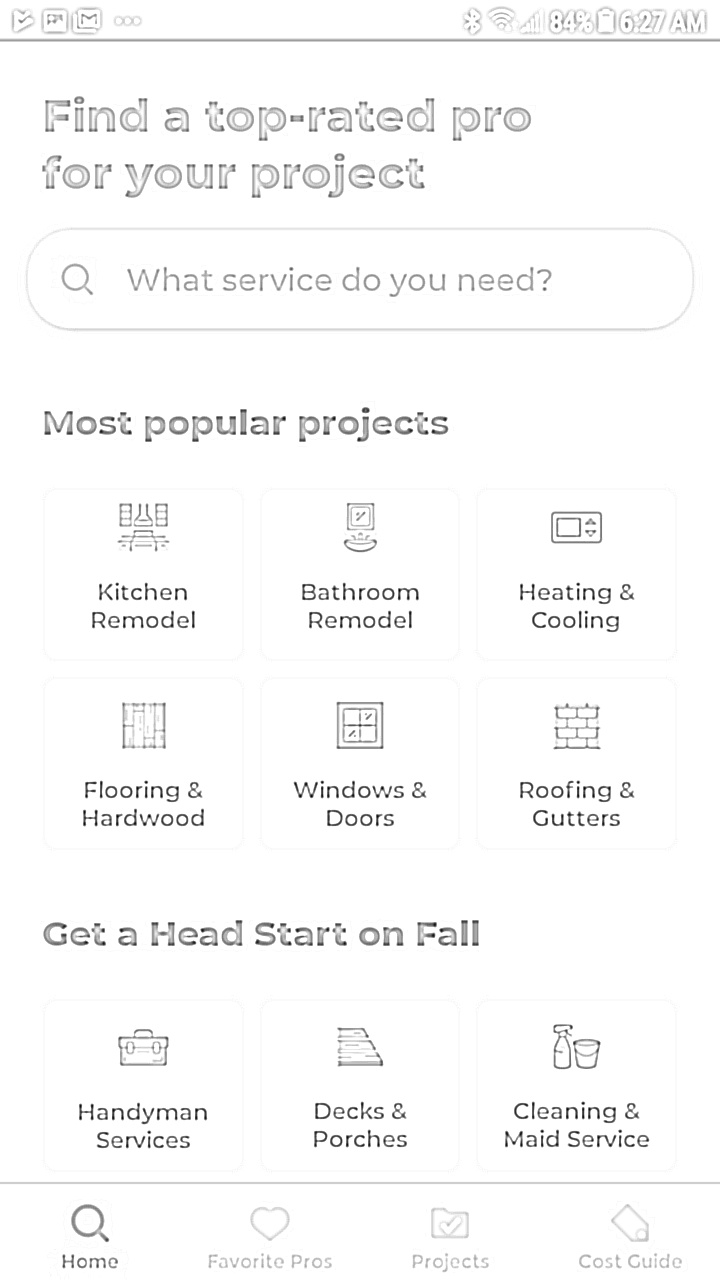 84% 6:27 AM
Find a top-rated pro
for your project
What service do you need?
Most popular projects
Kitchen
Remodel
Bathroom
Remodel
Heating &
Cooling
Flooring &
Hardwood
Windows &
Doors
Roofing &
Gutters
Get a Head Start on Fall
Handyman
Services
Decks &
Porches
Cleaning &
Maid Service
Home
Favorite Pros
Projects
Cost Guide